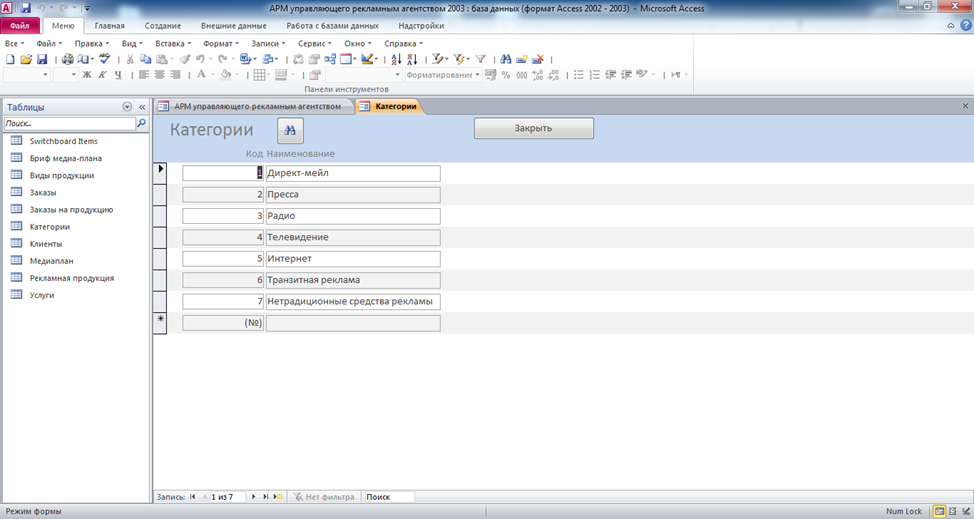 АРМ управляющего рекламным агентством 2003 : база данных (формат Access 2002 - 2003) - Microsoft Access
Файл Меню Главная Создание Внешние данные Работа с базами данных Надстройки
Все Файл Правка Вид Вставка Формат Записи Сервис Окно Справка
Ж К Ч А Форматирование % 000
Панели инструментов
Таблицы
Поиск...
Switchboard Items
Бриф медиа-плана
Виды продукции
Заказы
Заказы на продукцию
Категории
Клиенты
Медиаплан
Рекламная продукция
Услуги
АРМ управляющего рекламным агентством Категории
Категории Закрыть
Код Наименование
1 Директ-мейл
2 Пресса
3 Радио
4 Телевидение
5 Интернет
6 Транзитная реклама
7 Нетрадиционные средства рекламы
(№)
Запись: 1 из 7 Нет фильтра Поиск
Режим формы Num Lock